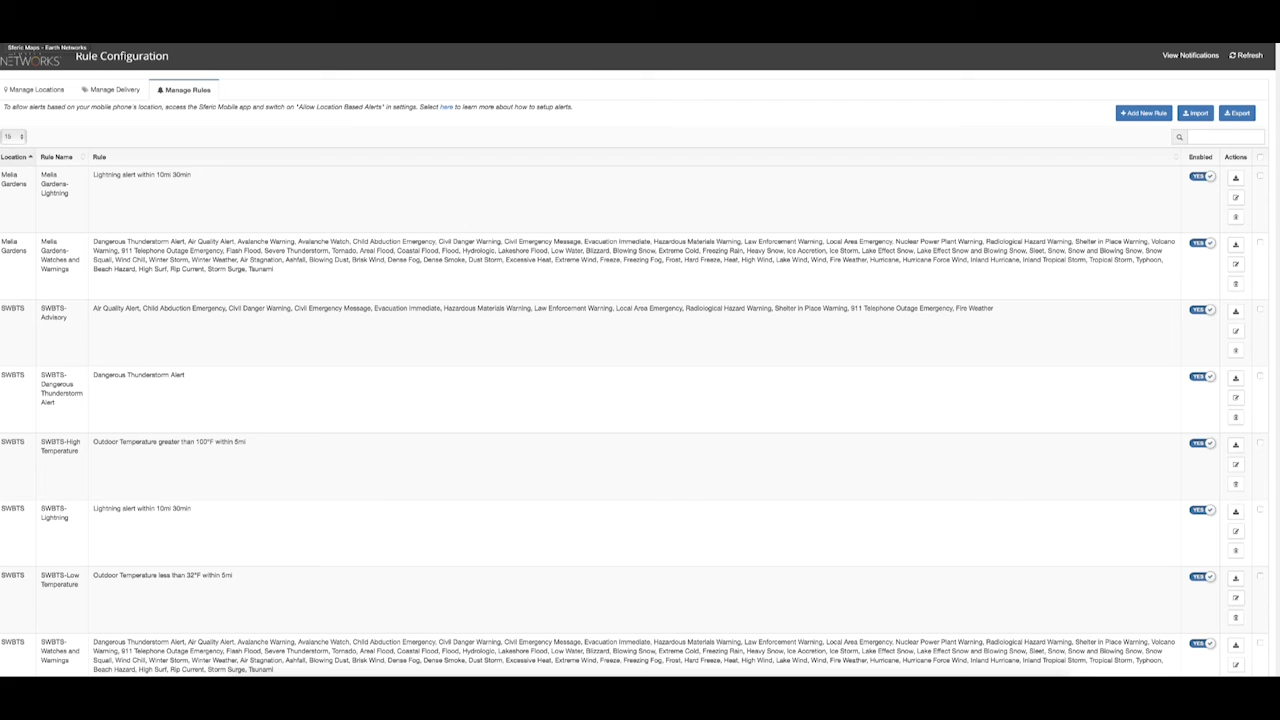 Sferic Maps - Earth Networks
NETWORKS
Rule Configuration
View Notifications
Refresh
Manage Locations
Manage Delivery
Manage Rules
To allow alerts based on your mobile phone's location, access the Sferic Mobile app and switch on "Allow Location Based Alerts" in settings. Select here to learn more about how to setup alerts.
+ Add New Rule
Import
Export
15
Location
Rule Name
Rule
Enabled
Actions
Melia Gardens
Melia Gardens-Lightning
Lightning alert within 10mi 30min
YES
Melia Gardens
Melia Gardens-Watches and Warnings
Dangerous Thunderstorm Alert, Air Quality Alert, Avalanche Warning, Avalanche Watch, Child Abduction Emergency, Civil Danger Warning, Civil Emergency Message, Evacuation Immediate, Hazardous Materials Warning, Law Enforcement Warning, Local Area Emergency, Nuclear Power Plant Warning, Radiological Hazard Warning, Shelter in Place Warning, Volcano
Warning, 911 Telephone Outage Emergency, Flash Flood, Severe Thunderstorm, Tornado, Areal Flood, Coastal Flood, Flood, Hydrologic, Lakeshore Flood, Low Water, Blizzard, Blowing Snow, Extreme Cold, Freezing Rain, Heavy Snow, Ice Accretion, Ice Storm, Lake Effect Snow, Lake Effect Snow and Blowing Snow, Sleet, Snow, Snow and Blowing Snow, Snow
Squall, Wind Chill, Winter Storm, Winter Weather, Air Stagnation, Ashfall, Blowing Dust, Brisk Wind, Dense Fog, Dense Smoke, Dust Storm, Excessive Heat, Extreme Wind, Freeze, Freezing Fog, Frost, Hard Freeze, Heat, High Wind, Lake Wind, Wind, Fire Weather, Hurricane, Hurricane Force Wind, Inland Hurricane, Inland Tropical Storm, Tropical Storm, Typhoon,
Beach Hazard, High Surf, Rip Current, Storm Surge, Tsunami
YES
SWBTS
SWBTS-Advisory
Air Quality Alert, Child Abduction Emergency, Civil Danger Warning, Civil Emergency Message, Evacuation Immediate, Hazardous Materials Warning, Law Enforcement Warning, Local Area Emergency, Radiological Hazard Warning, Shelter in Place Warning, 911 Telephone Outage Emergency, Fire Weather
YES
SWBTS
SWBTS-Dangerous Thunderstorm Alert
Dangerous Thunderstorm Alert
YES
SWBTS
SWBTS-High Temperature
Outdoor Temperature greater than 100°F within 5mi
YES
SWBTS
SWBTS-Lightning
Lightning alert within 10mi 30min
YES
SWBTS
SWBTS-Low Temperature
Outdoor Temperature less than 32°F within 5mi
YES
SWBTS
SWBTS-Watches and Warnings
Dangerous Thunderstorm Alert, Air Quality Alert, Avalanche Warning, Avalanche Watch, Child Abduction Emergency, Civil Danger Warning, Civil Emergency Message, Evacuation Immediate, Hazardous Materials Warning, Law Enforcement Warning, Local Area Emergency, Nuclear Power Plant Warning, Radiological Hazard Warning, Shelter in Place Warning, Volcano
Warning, 911 Telephone Outage Emergency, Flash Flood, Severe Thunderstorm, Tornado, Areal Flood, Coastal Flood, Flood, Hydrologic, Lakeshore Flood, Low Water, Blizzard, Blowing Snow, Extreme Cold, Freezing Rain, Heavy Snow, Ice Accretion, Ice Storm, Lake Effect Snow, Lake Effect Snow and Blowing Snow, Sleet, Snow, Snow and Blowing Snow, Snow
Squall, Wind Chill, Winter Storm, Winter Weather, Air Stagnation, Ashfall, Blowing Dust, Brisk Wind, Dense Fog, Dense Smoke, Dust Storm, Excessive Heat, Extreme Wind, Freeze, Freezing Fog, Frost, Hard Freeze, Heat, High Wind, Lake Wind, Wind, Fire Weather, Hurricane, Hurricane Force Wind, Inland Hurricane, Inland Tropical Storm, Tropical Storm, Typhoon,
Beach Hazard, High Surf, Rip Current, Storm Surge, Tsunami
YES